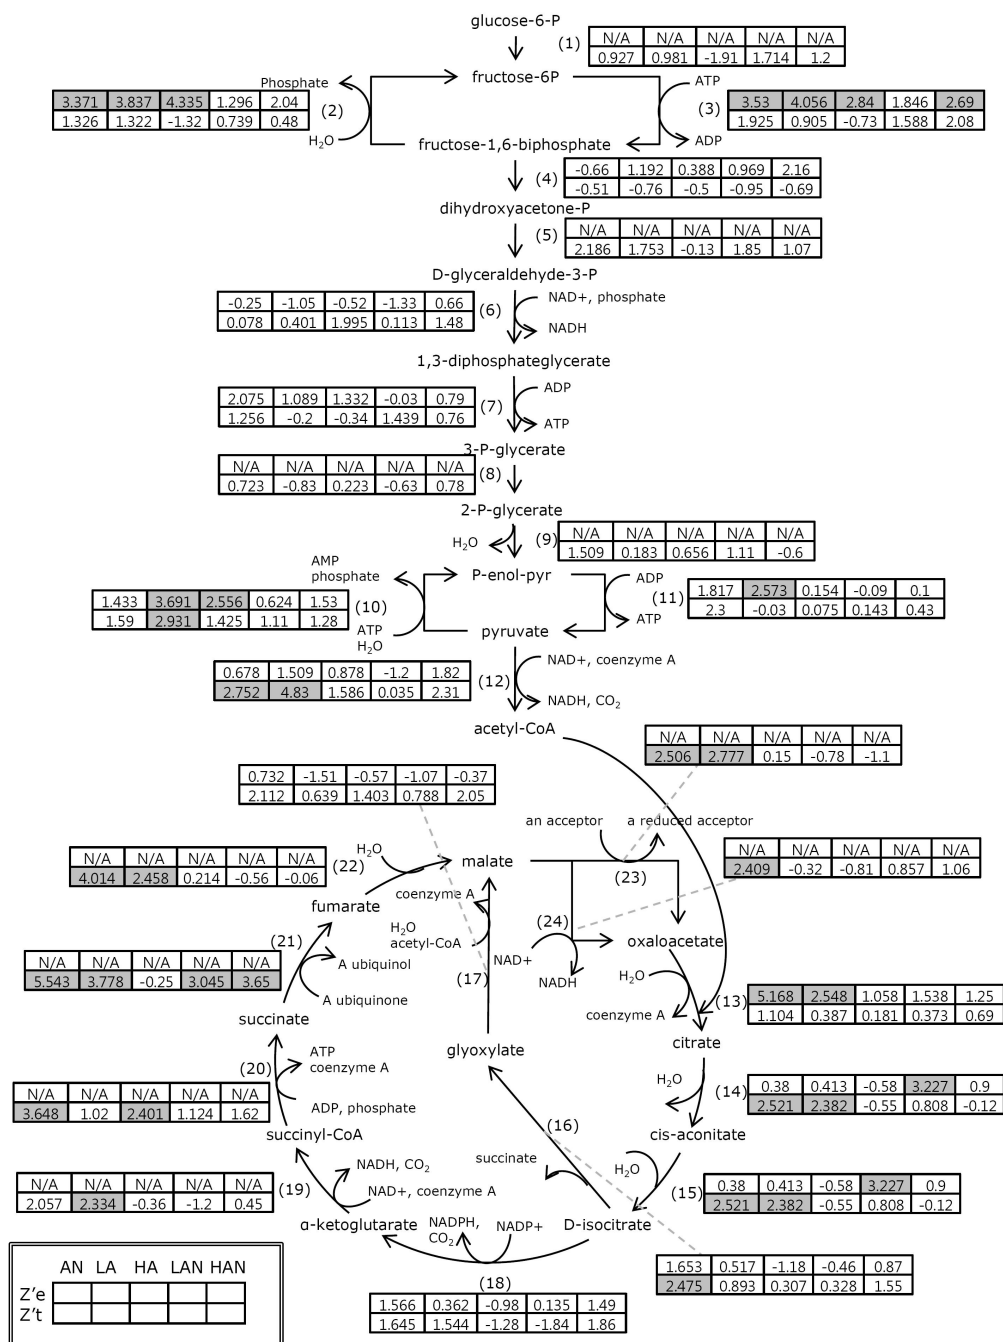 glucose-6-P
(1)
N/A N/A N/A N/A N/A
0.927 0.981 -1.91 1.714 1.2
Phosphate
fructose-6P
ATP
3.371 3.837 4.335 1.296 2.04
1.326 1.322 -1.32 0.739 0.48
(2)
(3)
3.53 4.056 2.84 1.846 2.69
1.925 0.905 -0.73 1.588 2.08
H₂O
fructose-1,6-biphosphate
ADP
(4)
-0.66 1.192 0.388 0.969 2.16
-0.51 -0.76 -0.5 -0.95 -0.69
dihydroxyacetone-P
(5)
N/A N/A N/A N/A N/A
2.186 1.753 -0.13 1.85 1.07
D-glyceraldehyde-3-P
-0.25 -1.05 -0.52 -1.33 0.66
0.078 0.401 1.995 0.113 1.48
(6)
NAD+, phosphate
NADH
1,3-diphosphateglycerate
2.075 1.089 1.332 -0.03 0.79
1.256 -0.2 -0.34 1.439 0.76
(7)
ADP
ATP
3-P-glycerate
N/A N/A N/A N/A N/A
0.723 -0.83 0.223 -0.63 0.78
(8)
2-P-glycerate
H₂O
(9)
N/A N/A N/A N/A N/A
1.509 0.183 0.656 1.11 -0.6
AMP
phosphate
P-enol-pyr
ADP
1.433 3.691 2.556 0.624 1.53
1.59 2.931 1.425 1.11 1.28
(10)
(11)
1.817 2.573 0.154 -0.09 0.1
2.3 -0.03 0.075 0.143 0.43
ATP
H₂O
pyruvate
ATP
0.678 1.509 0.878 -1.2 1.82
2.752 4.83 1.586 0.035 2.31
(12)
NAD+, coenzyme A
NADH, CO₂
acetyl-CoA
N/A N/A N/A N/A N/A
2.506 2.777 0.15 -0.78 -1.1
0.732 -1.51 -0.57 -1.07 -0.37
2.112 0.639 1.403 0.788 2.05
an acceptor
a reduced acceptor
N/A N/A N/A N/A N/A
4.014 2.458 0.214 -0.56 -0.06
(22)
H₂O
malate
(23)
N/A N/A N/A N/A N/A
2.409 -0.32 -0.81 0.857 1.06
coenzyme A
fumarate
H₂O
acetyl-CoA
(24)
oxaloacetate
(21)
N/A N/A N/A N/A N/A
5.543 3.778 -0.25 3.045 3.65
A ubiquinol
A ubiquinone
(17)
NAD+
NADH
H₂O
coenzyme A
(13)
5.168 2.548 1.058 1.538 1.25
1.104 0.387 0.181 0.373 0.69
succinate
glyoxylate
citrate
(20)
ATP
coenzyme A
ADP, phosphate
N/A N/A N/A N/A N/A
3.648 1.02 2.401 1.124 1.62
H₂O
(14)
0.38 0.413 -0.58 3.227 0.9
2.521 2.382 -0.55 0.808 -0.12
succinyl-CoA
(16)
cis-aconitate
NADH, CO₂
NAD+, coenzyme A
succinate
H₂O
(15)
0.38 0.413 -0.58 3.227 0.9
2.521 2.382 -0.55 0.808 -0.12
N/A N/A N/A N/A N/A
2.057 2.334 -0.36 -1.2 0.45
(19)
α-ketoglutarate
NADPH,
CO₂
NADP+
D-isocitrate
1.653 0.517 -1.18 -0.46 0.87
2.475 0.893 0.307 0.328 1.55
(18)
1.566 0.362 -0.98 0.135 1.49
1.645 1.544 -1.28 -1.84 1.86
AN LA HA LAN HAN
Z'e
Z't